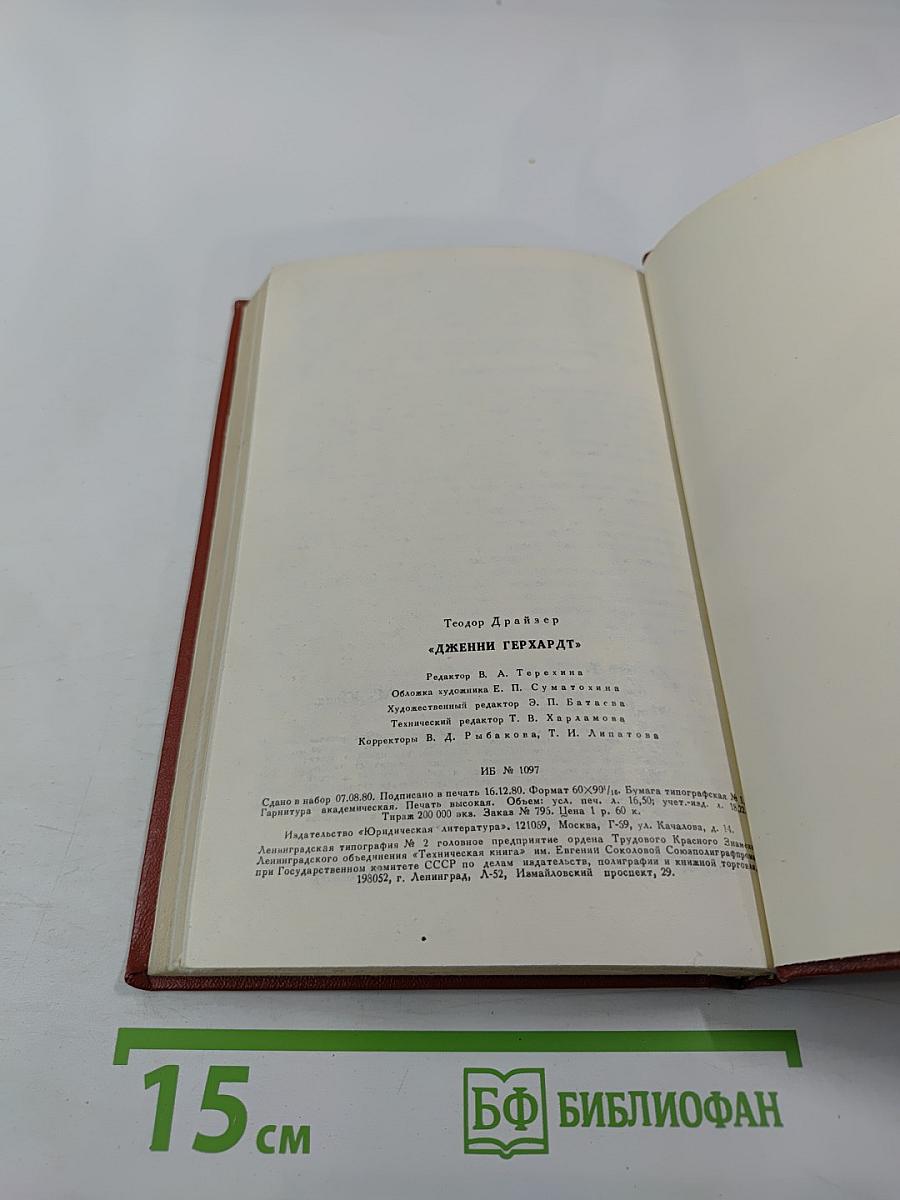 Теодор Драйзер
«ДЖЕННИ ГЕРХАРДТ»
Редактор В. А. Терехина
Обложка художника Е. П. Суматохина
Художественный редактор Э. П. Батаева
Технический редактор Т. В. Харламова
Корректоры В. Д. Рыбакова, Т. И. Липатова
ИБ № 1097
Сдано в набор 07.08.80. Подписано в печать 16.12.80. Формат 60×90¹/₁₆. Бумага типографская №
Гарнитура академическая. Печать высокая. Объем: усл. печ. л. 16,50; учет.-изд. л.
Тираж 200 000 экз. Заказ № 795. Цена 1 р. 60 к.
Издательство «Юридическая литература». 121069, Москва, Г-69, ул. Качалова, д. 14.
Ленинградская типография № 2 головное предприятие ордена Трудового Красного
Ленинградского объединения «Техническая книга» им. Евгении Соколовой
при Государственном комитете СССР по делам издательств, полиграфии и книжной
198052, г. Ленинград, Л-52, Измайловский проспект, 29.
15 см
БФ БИБЛИОФАН